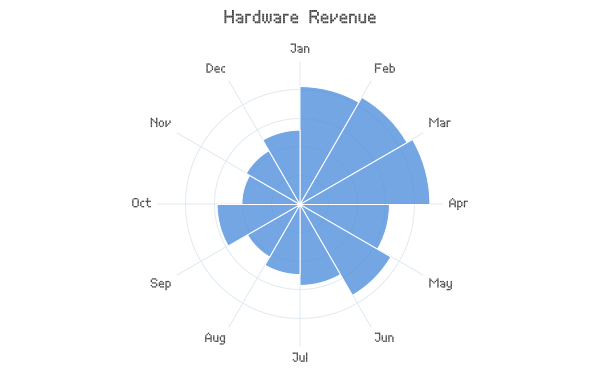 Hardware Revenue
Jan
Feb
Mar
Apr
May
Jun
Jul
Aug
Sep
Oct
Nov
Dec